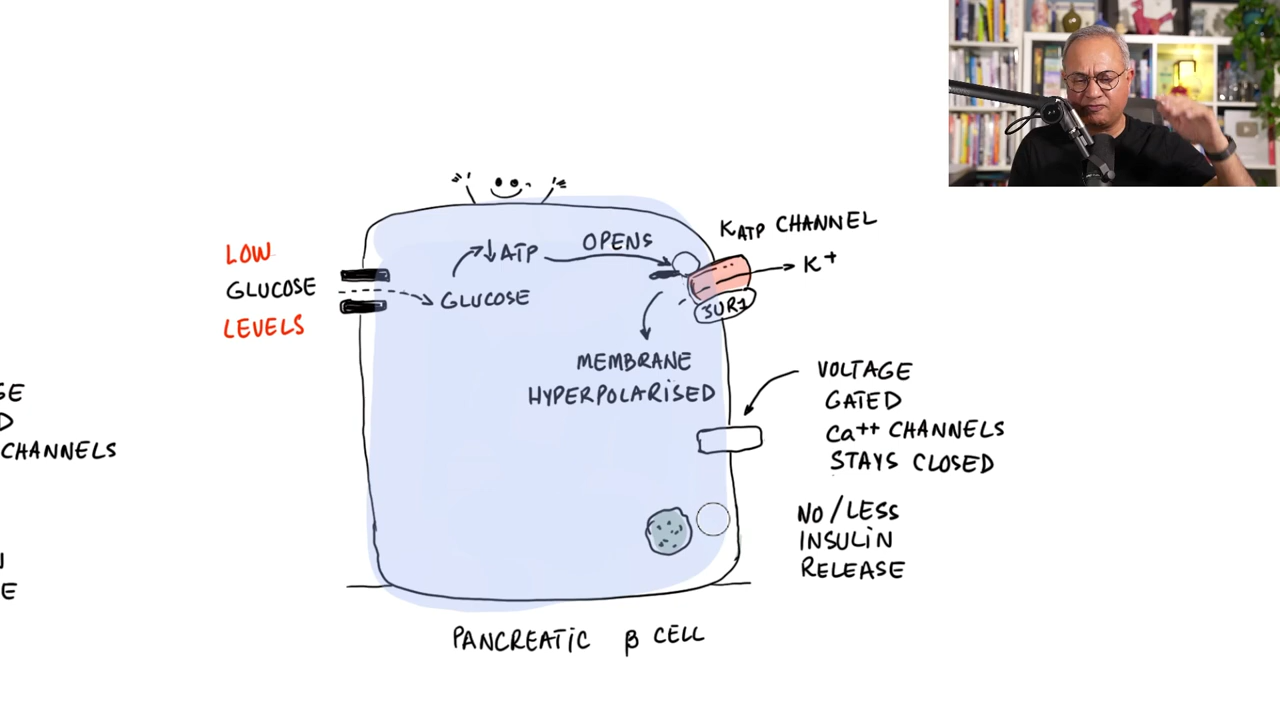 SE
D
CHANNELS
N
E
LOW
GLUCOSE
LEVELS
GLUCOSE
↓ATP
OPENS
KATP CHANNEL
K+
SUR1
MEMBRANE
HYPERPOLARISED
VOLTAGE
GATED
Ca++ CHANNELS
STAYS CLOSED
NO/LESS
INSULIN
RELEASE
PANCREATIC β CELL